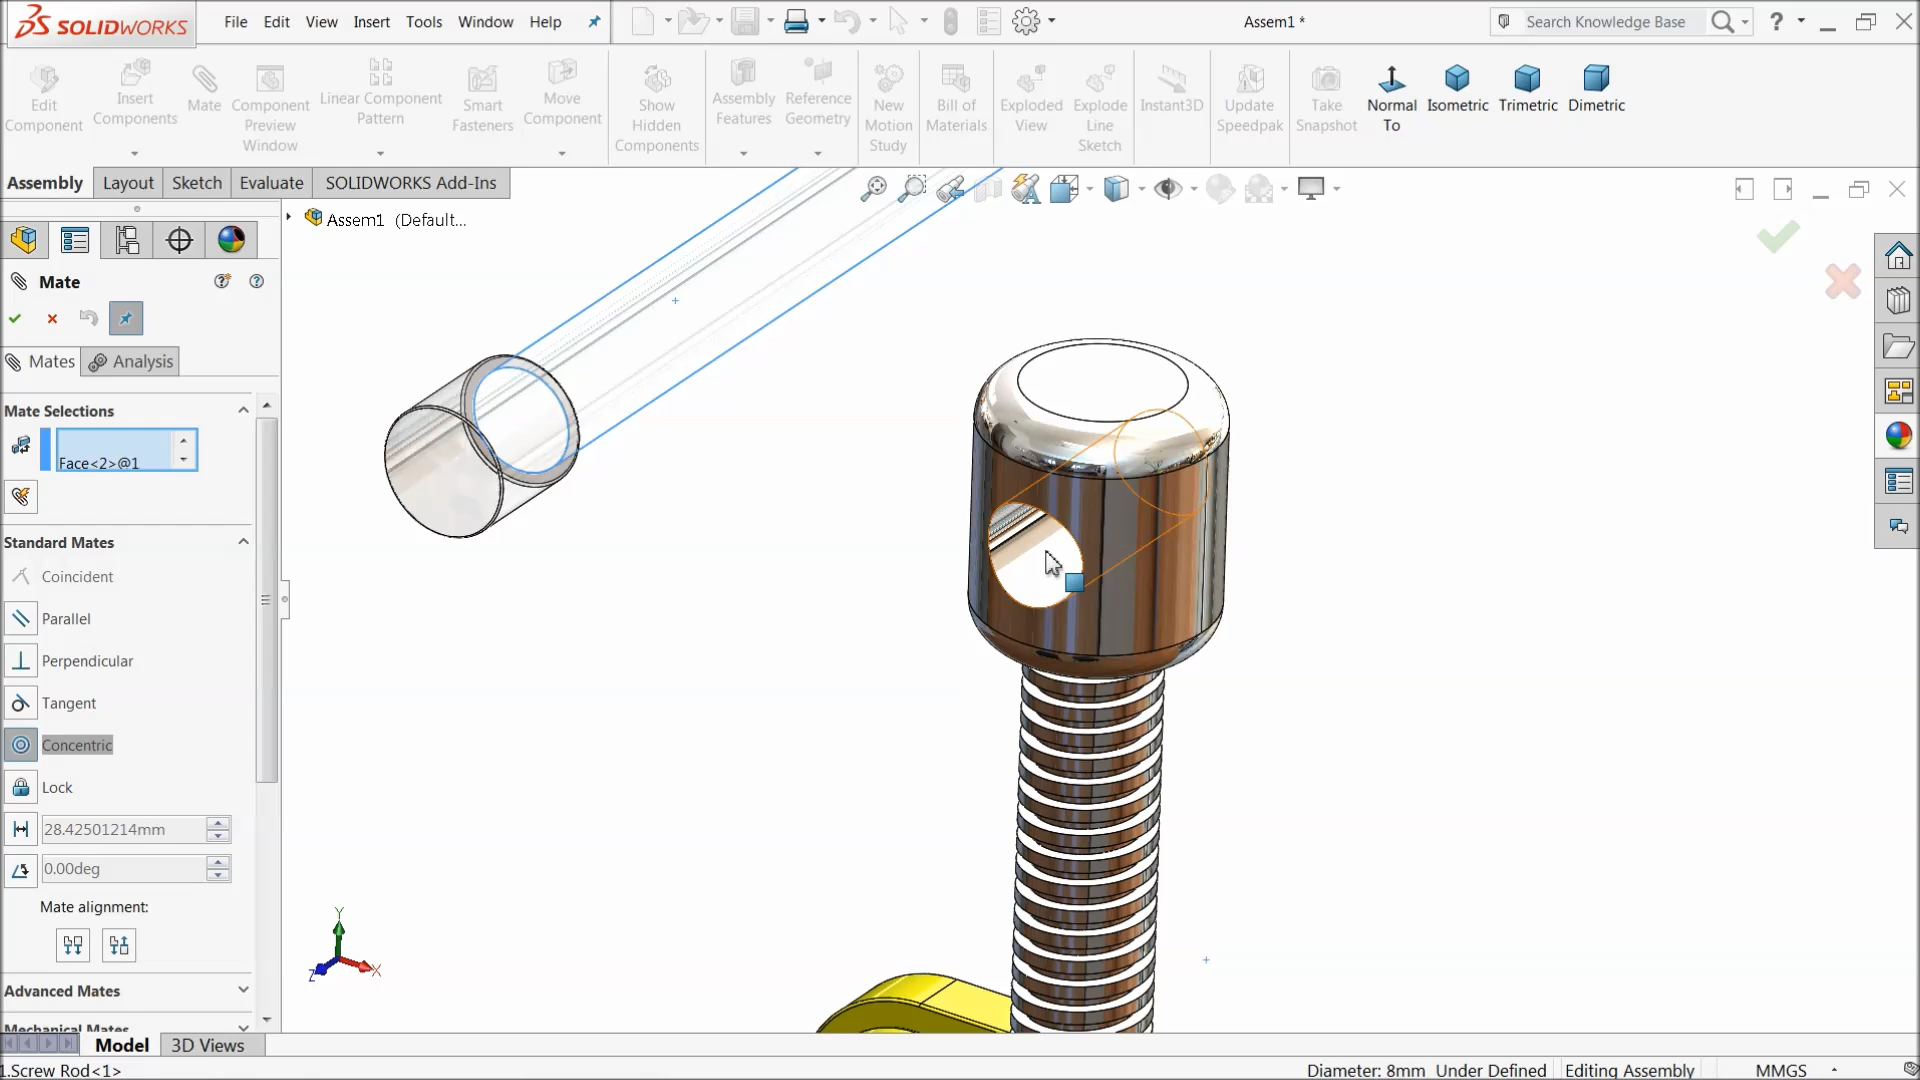 SOLIDWORKS
File Edit View Insert Tools Window Help
Assem1 *
Search Knowledge Base
?
Edit Component
Insert Components
Mate
Component Preview Window
Linear Component Pattern
Smart Fasteners
Move Component
Show Hidden Components
Assembly Features
Reference Geometry
New Motion Study
Bill of Materials
Exploded View
Explode Line Sketch
Instant3D
Update Speedpak
Take Snapshot
Normal To
Isometric
Trimetric
Dimetric
Assembly Layout Sketch Evaluate SOLIDWORKS Add-Ins
Assem1 (Default...
Mate
Mates Analysis
Mate Selections
Face<2>@1
Standard Mates
Coincident
Parallel
Perpendicular
Tangent
Concentric
Lock
28.42501214mm
0.00deg
Mate alignment:
Advanced Mates
Mechanical Mates
Y
X
Z
Model 3D Views
1.Screw Rod<1>
Diameter: 8mm Under Defined Editing Assembly MMGS